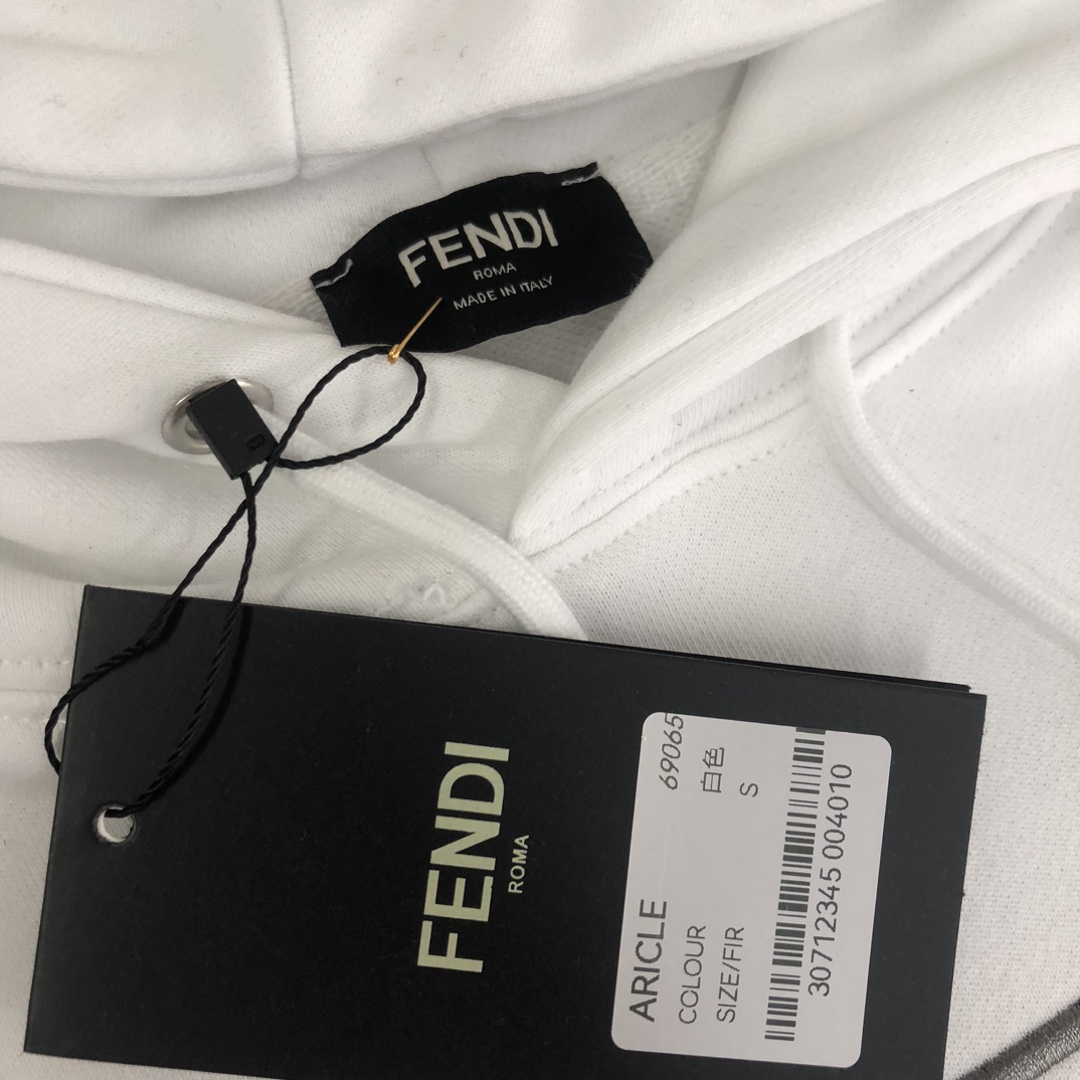 FENDI
ROMA
MADE IN ITALY
FENDI
ROMA
ARICLE 69065
COLOUR 白色
SIZE/FIR S
30712345 004010